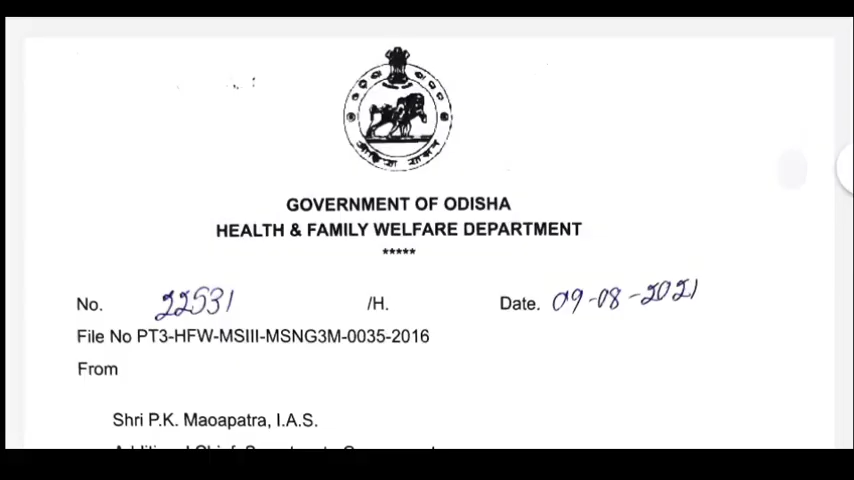 GOVERNMENT OF ODISHA
HEALTH & FAMILY WELFARE DEPARTMENT
*****
No. 22531 /H. Date. 09-08-2021
File No PT3-HFW-MSIII-MSNG3M-0035-2016
From
Shri P.K. Maoapatra, I.A.S.